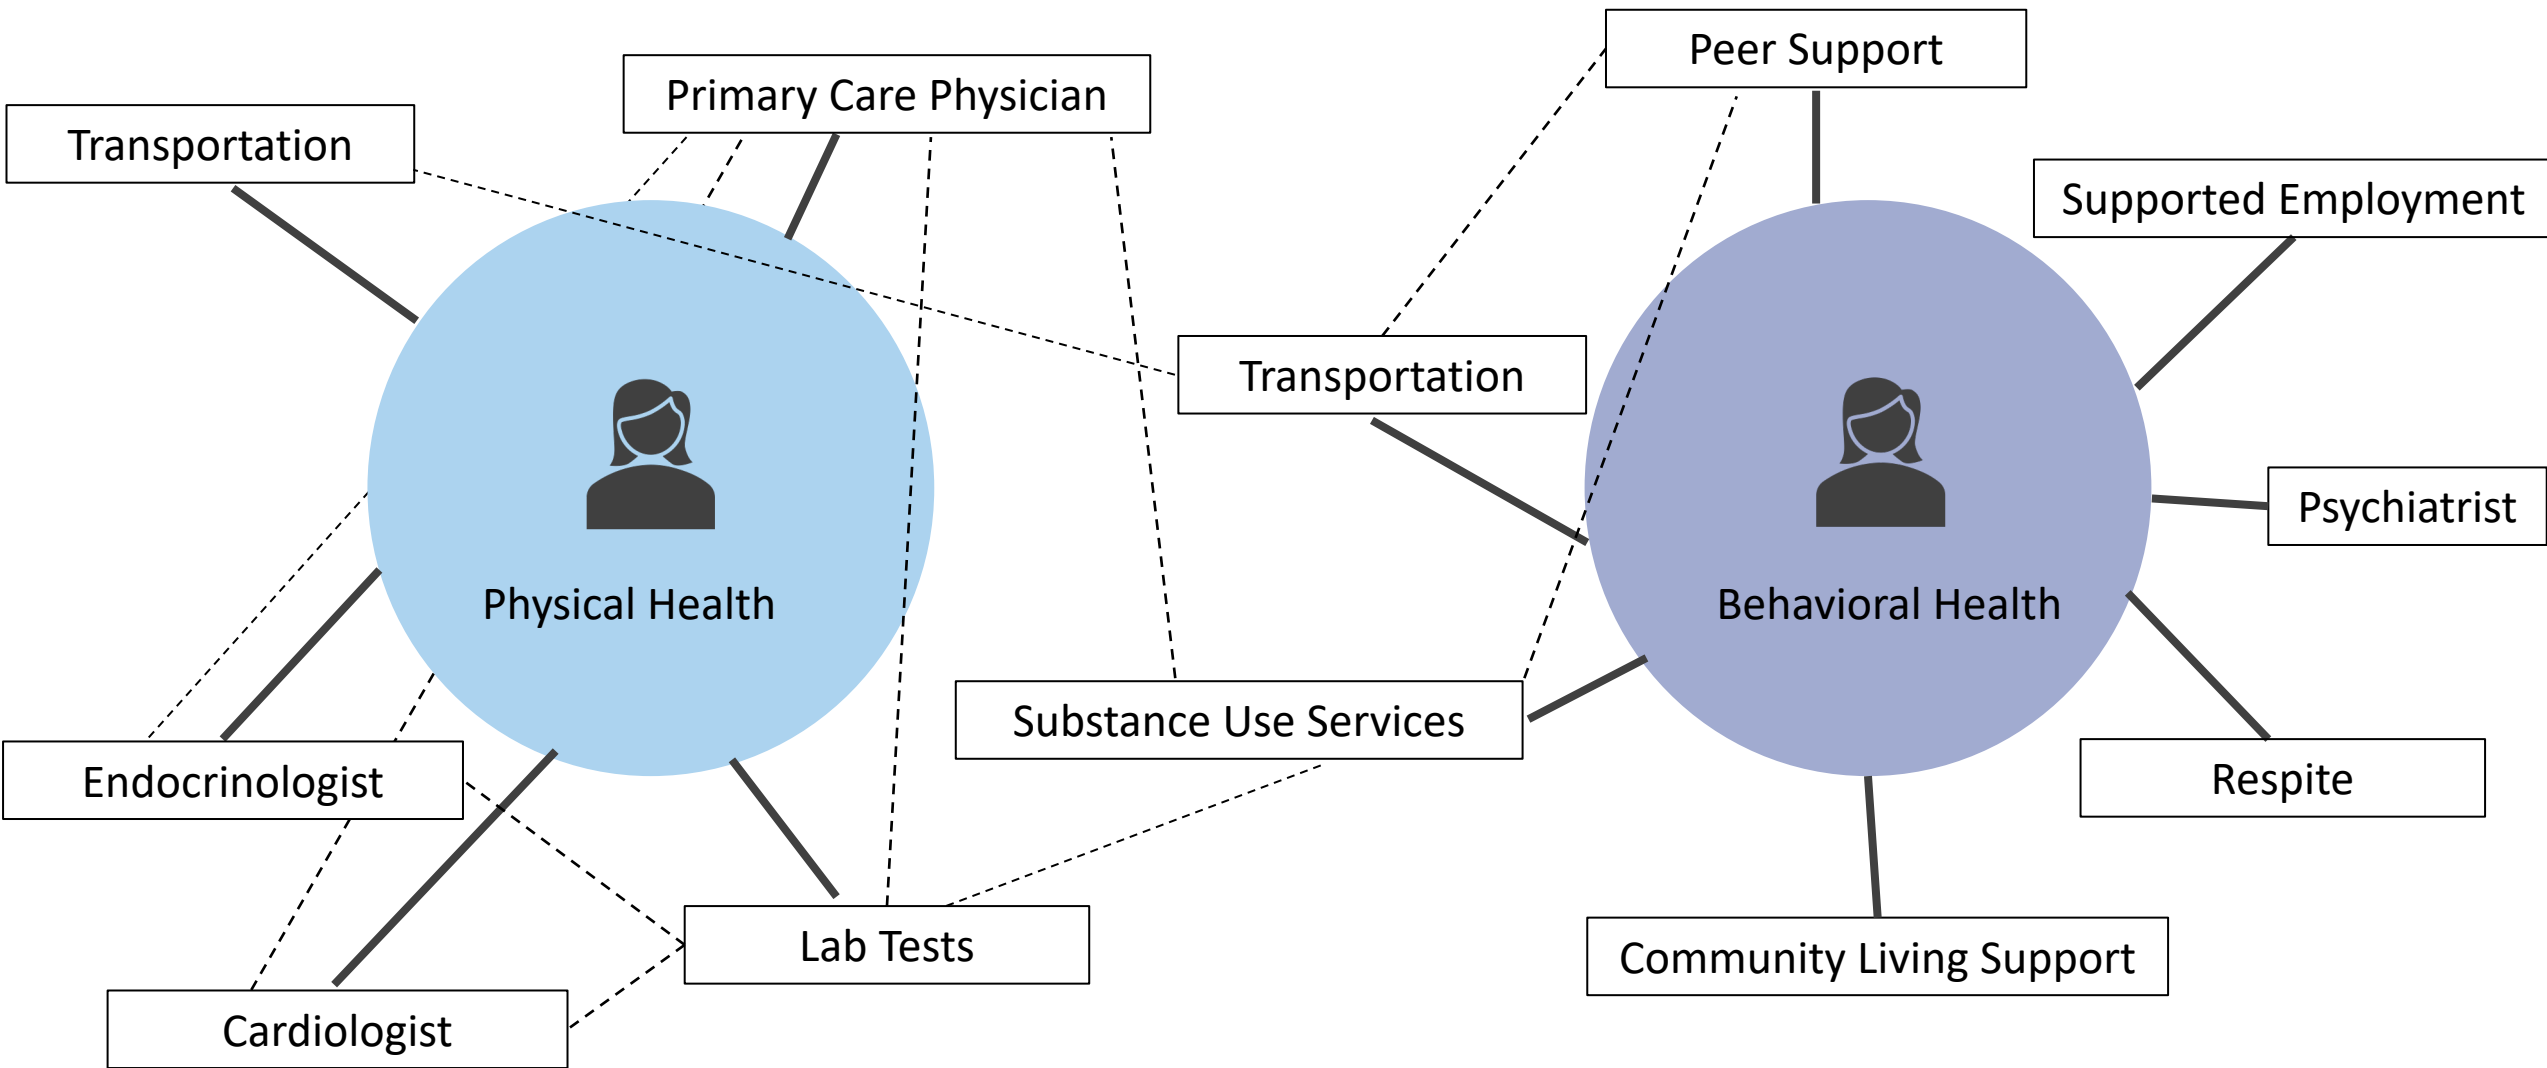 Peer Support
Primary Care Physician
Transportation
Supported Employment
Transportation
Psychiatrist
Physical Health
Behavioral Health
Substance Use Services
Endocrinologist
Respite
Lab Tests
Community Living Support
Cardiologist